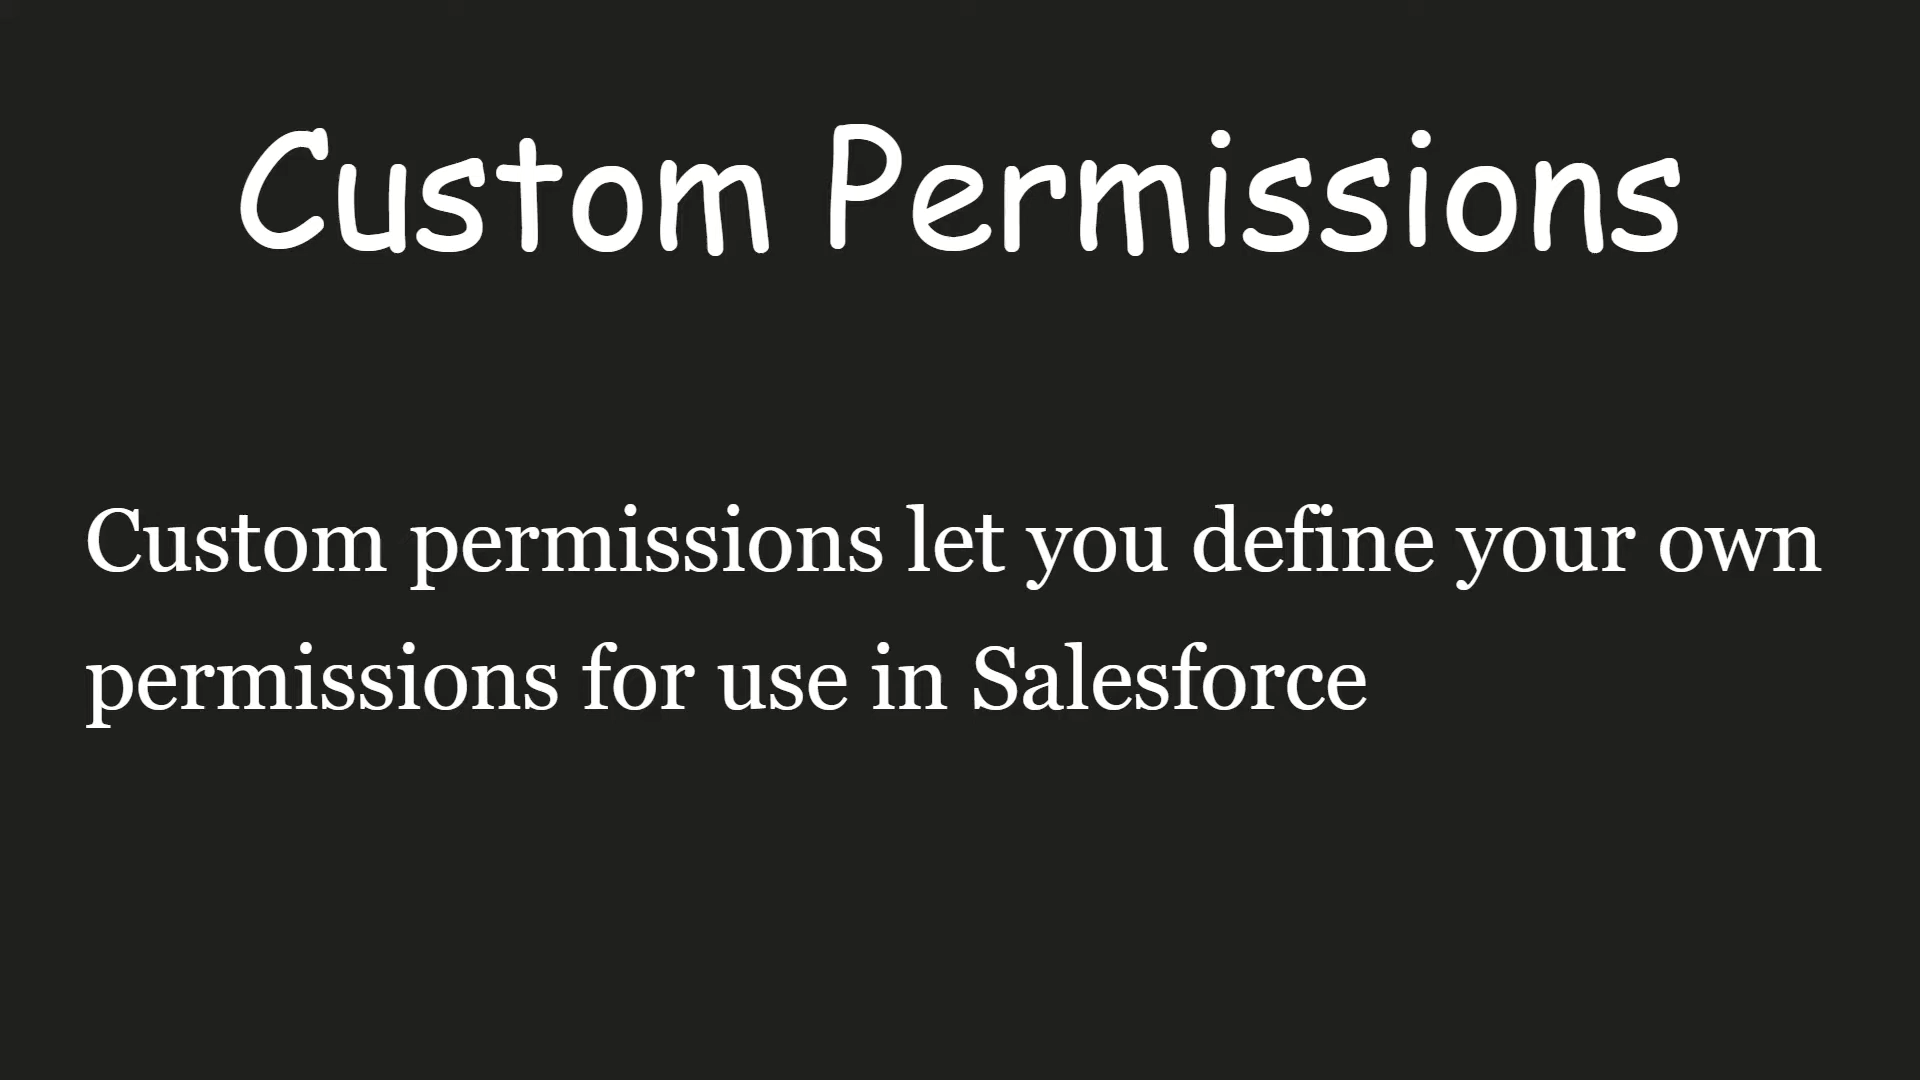 Custom Permissions
Custom permissions let you define your own
permissions for use in Salesforce